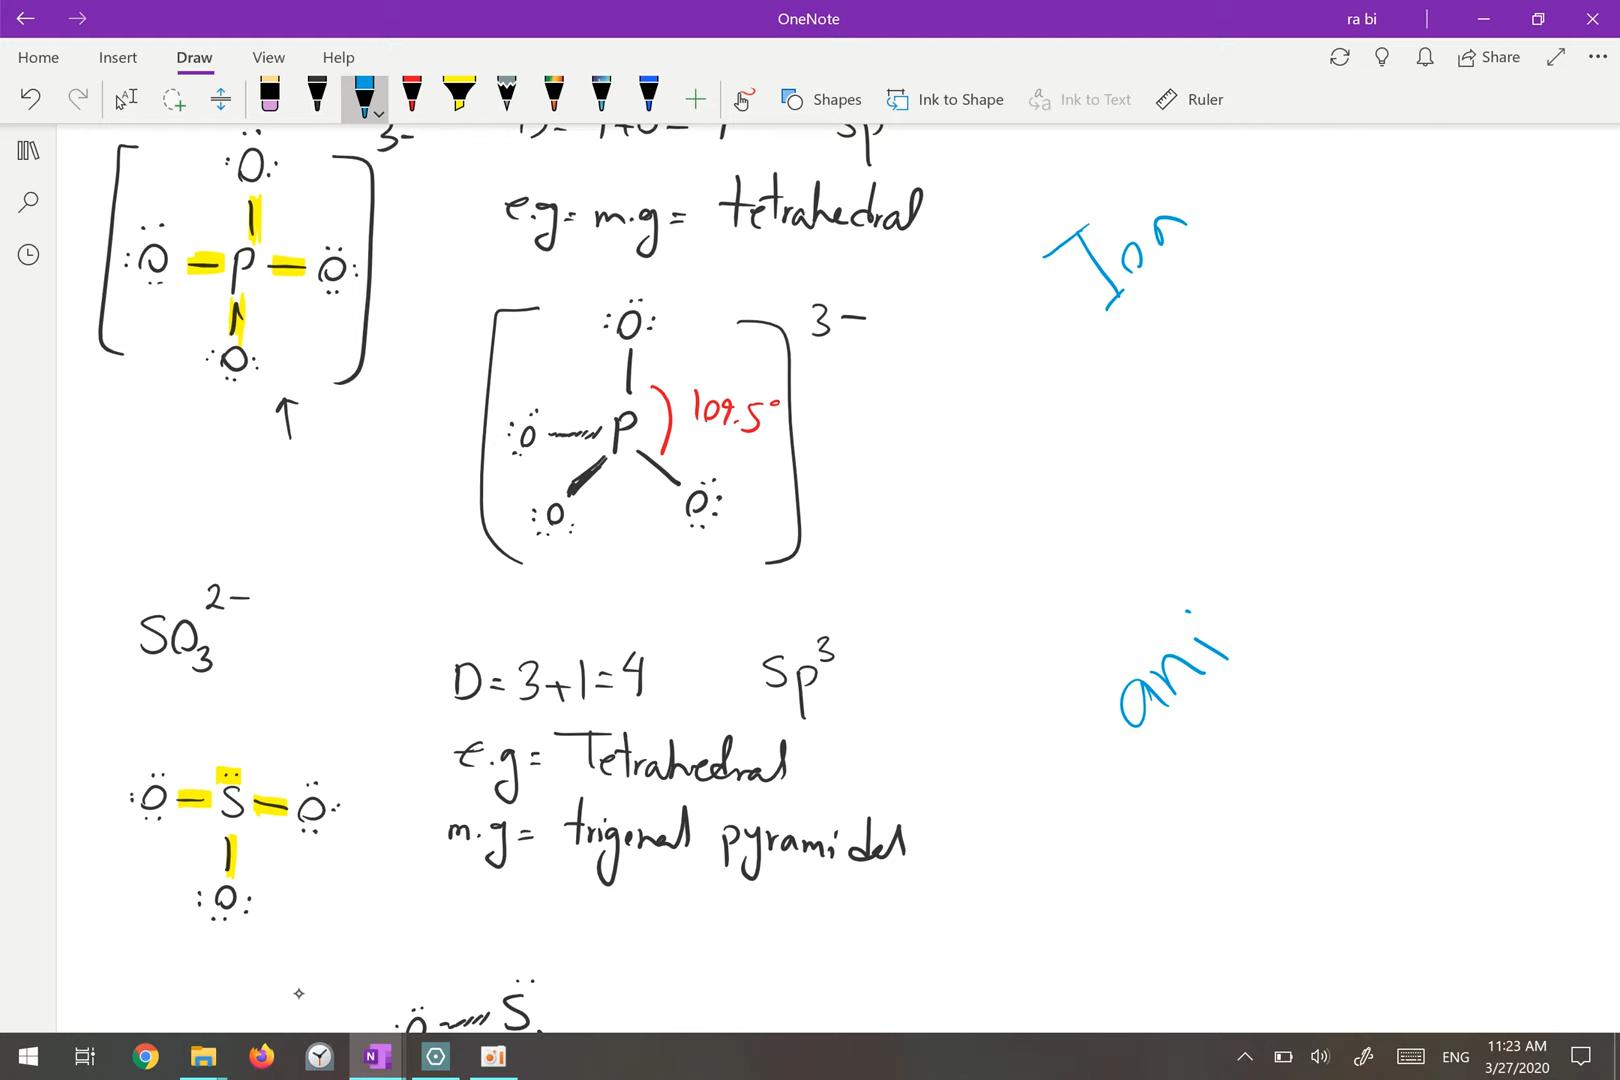 OneNote
ra bi
Home Insert Draw View Help
Share
Shapes
Ink to Shape
Ink to Text
Ruler
3-
O
O P O
O
e.g = m.g = tetrahedral
Ion
3-
O
O P 109.5°
O O
SO3 2-
D = 3+1 = 4 Sp3
e.g = Tetrahedral
m.g = trigenal pyramidel
ani
O S O
O
O S
ENG
11:23 AM
3/27/2020